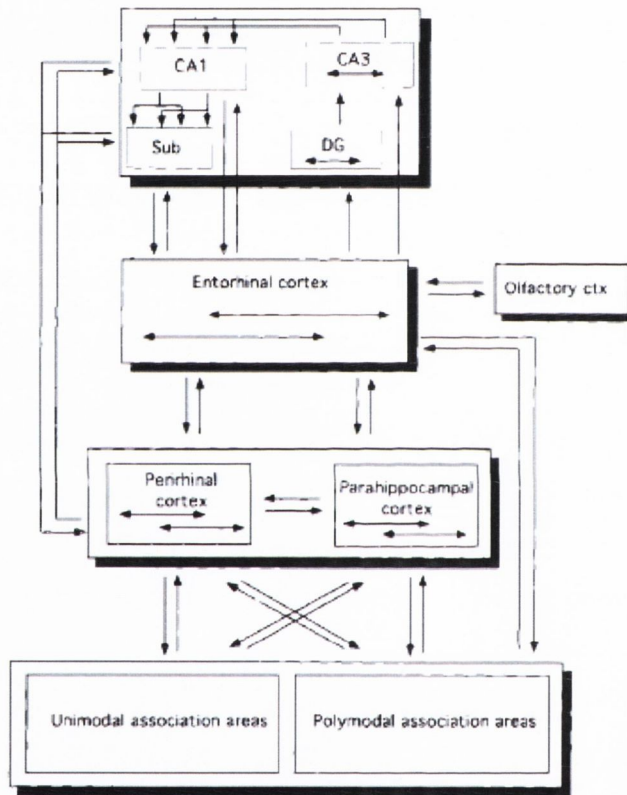 CA1
CA3
Sub
DG
Entorhinal cortex
Olfactory ctx
Perirhinal
cortex
Parahippocampal
cortex
Unimodal association areas
Polymodal association areas